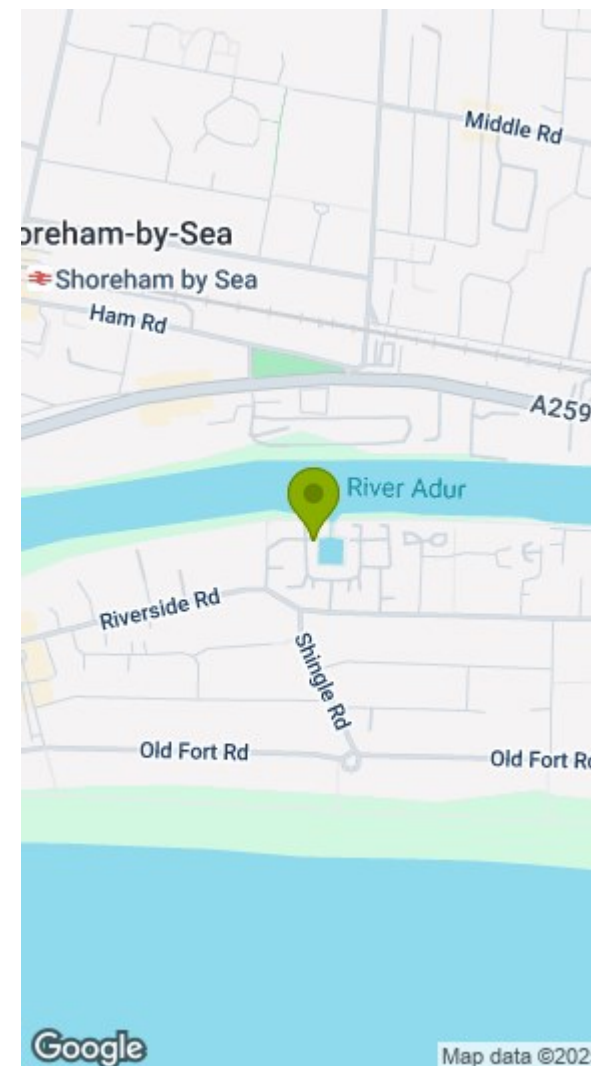 Middle Rd
oreham-by-Sea
Shoreham by Sea
Ham Rd
A259
River Adur
Riverside Rd
Shingle Rd
Old Fort Rd
Old Fort Rd
Google
Map data ©202